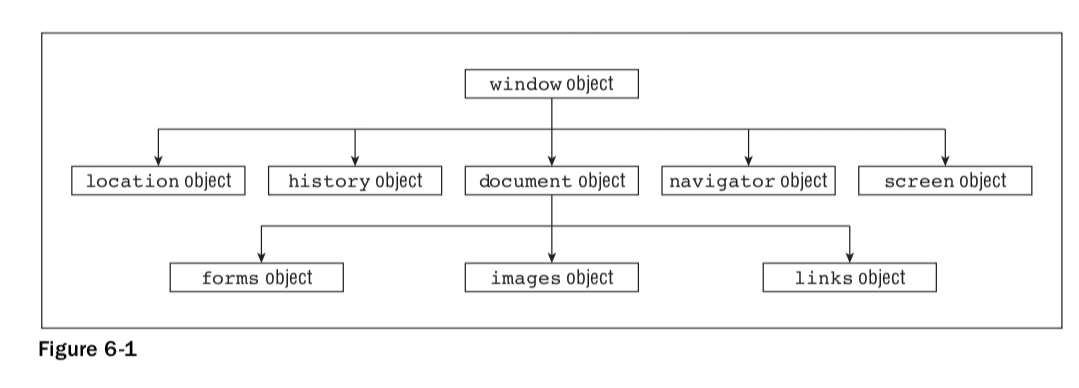 window object
location object
history object
document object
navigator object
screen object
forms object
images object
links object
Figure 6-1